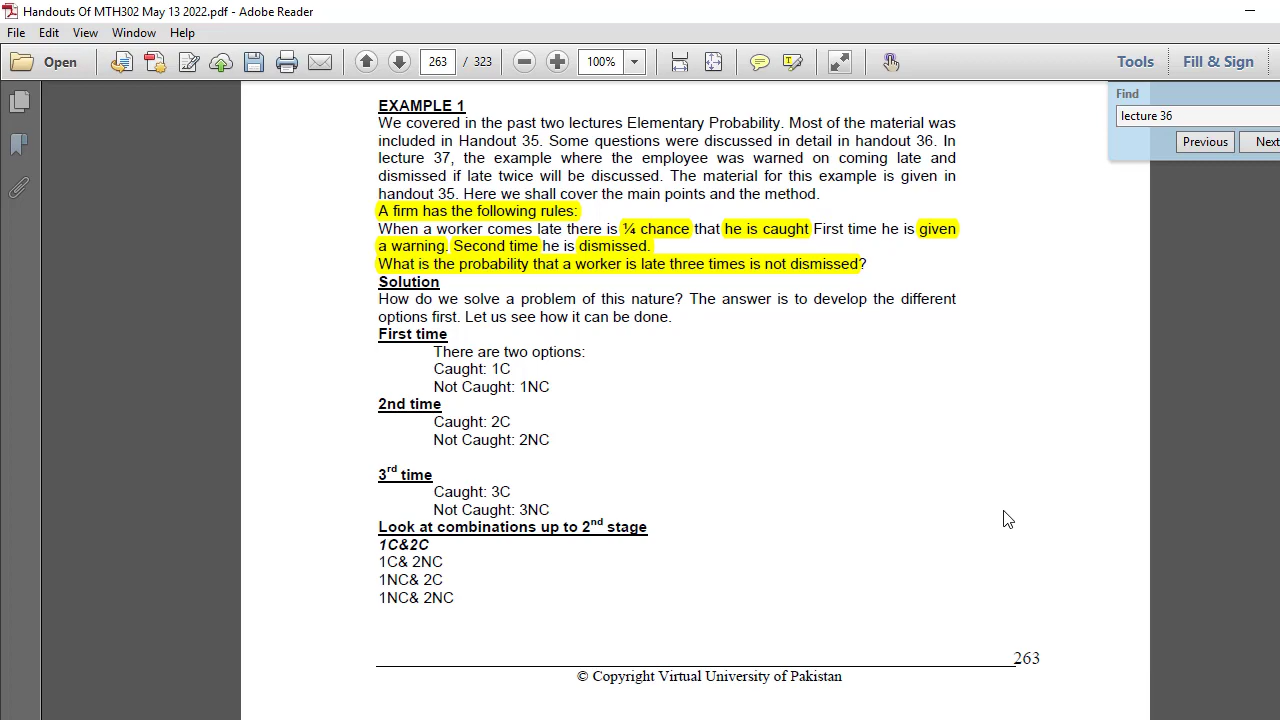 Handouts Of MTH302 May 13 2022.pdf - Adobe Reader
File Edit View Window Help
Open 263 / 323 100% Tools Fill & Sign
Find
lecture 36
Previous Next
EXAMPLE 1
We covered in the past two lectures Elementary Probability. Most of the material was
included in Handout 35. Some questions were discussed in detail in handout 36. In
lecture 37, the example where the employee was warned on coming late and
dismissed if late twice will be discussed. The material for this example is given in
handout 35. Here we shall cover the main points and the method.
A firm has the following rules:
When a worker comes late there is ¼ chance that he is caught First time he is given
a warning. Second time he is dismissed.
What is the probability that a worker is late three times is not dismissed?
Solution
How do we solve a problem of this nature? The answer is to develop the different
options first. Let us see how it can be done.
First time
There are two options:
Caught: 1C
Not Caught: 1NC
2nd time
Caught: 2C
Not Caught: 2NC
3rd time
Caught: 3C
Not Caught: 3NC
Look at combinations up to 2nd stage
1C&2C
1C& 2NC
1NC& 2C
1NC& 2NC
263
© Copyright Virtual University of Pakistan